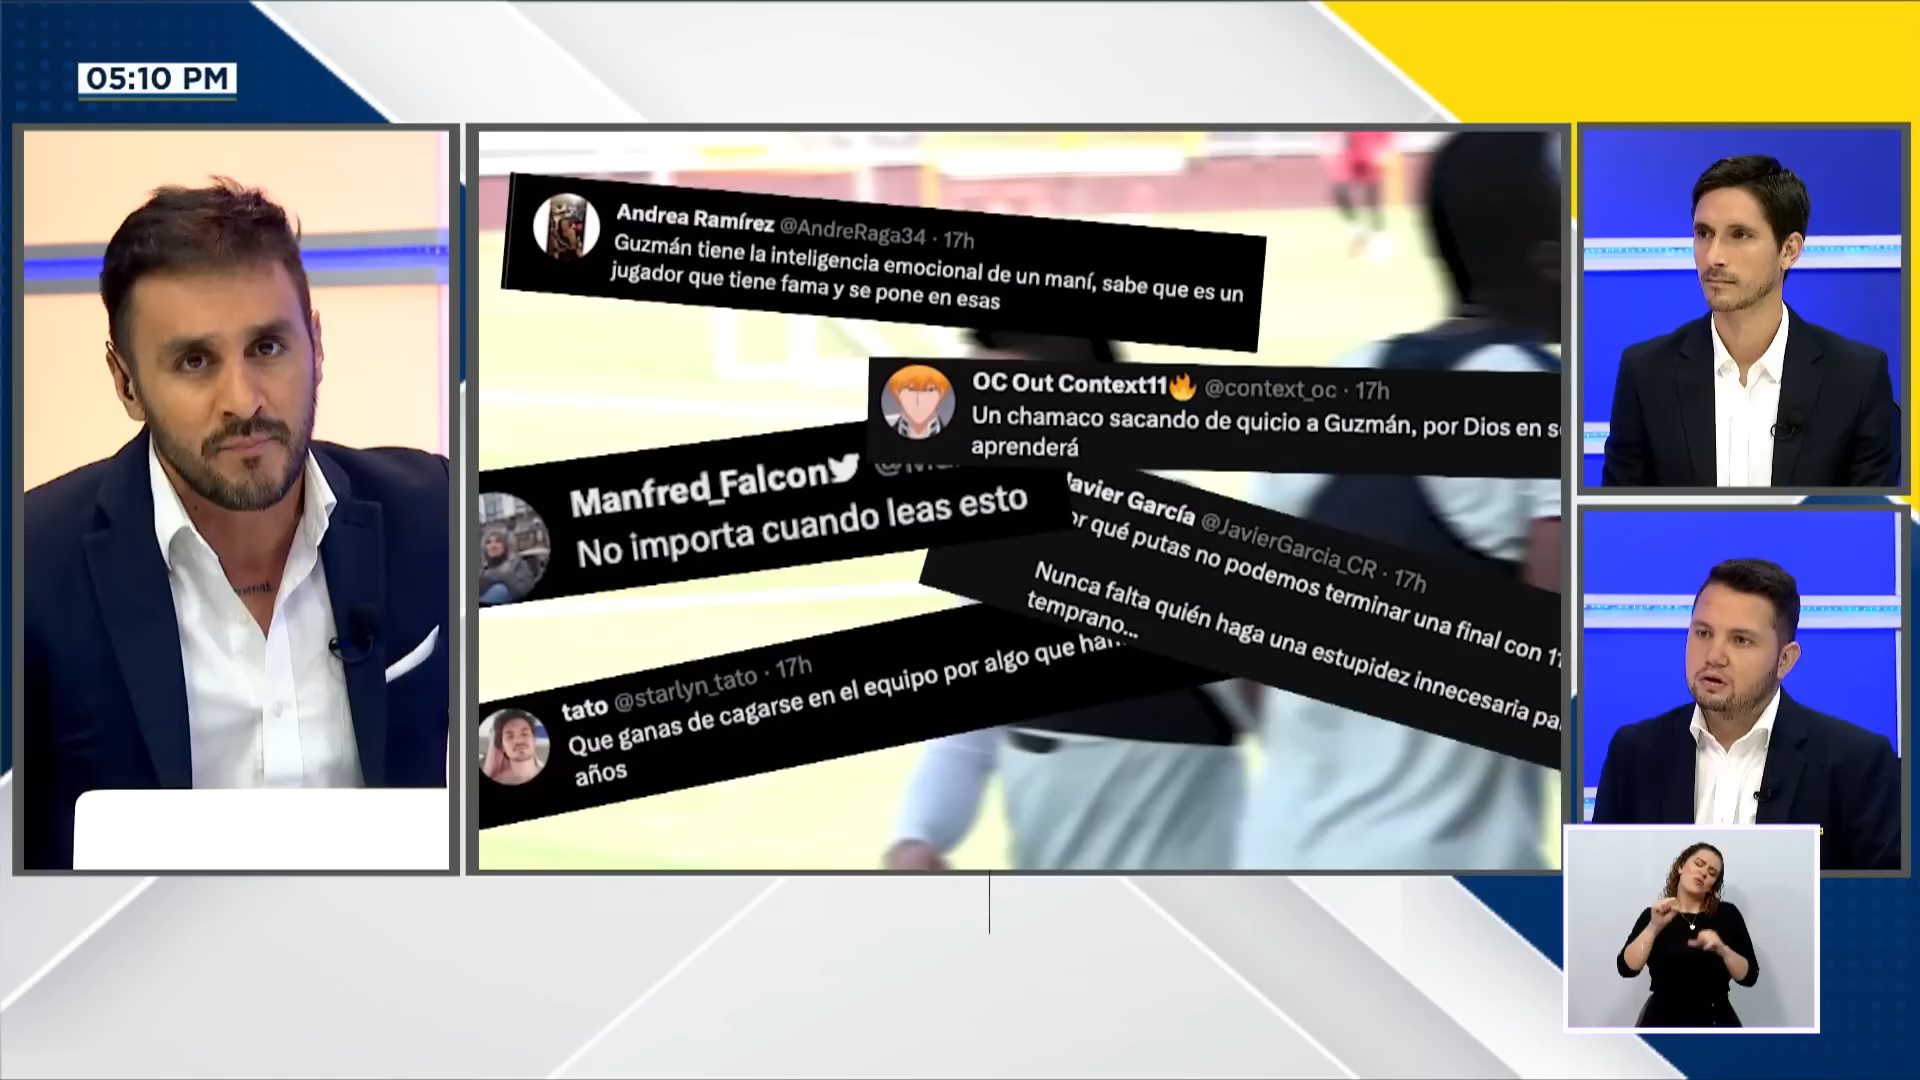 05:10 PM
Andrea Ramírez @AndreRaga34 · 17h
Guzmán tiene la inteligencia emocional de un maní, sabe que es un
jugador que tiene fama y se pone en esas
OC Out Context11🔥 @context_oc · 17h
Un chamaco sacando de quicio a Guzmán, por Dios en
aprenderá
Manfred_Falcon
No importa cuando leas esto
Javier García @JavierGarcia_CR · 17h
qué putas no podemos terminar una final con
Nunca falta quién haga una estupidez innecesaria
temprano...
tato @starlyn_tato · 17h
Que ganas de cagarse en el equipo por algo que
años